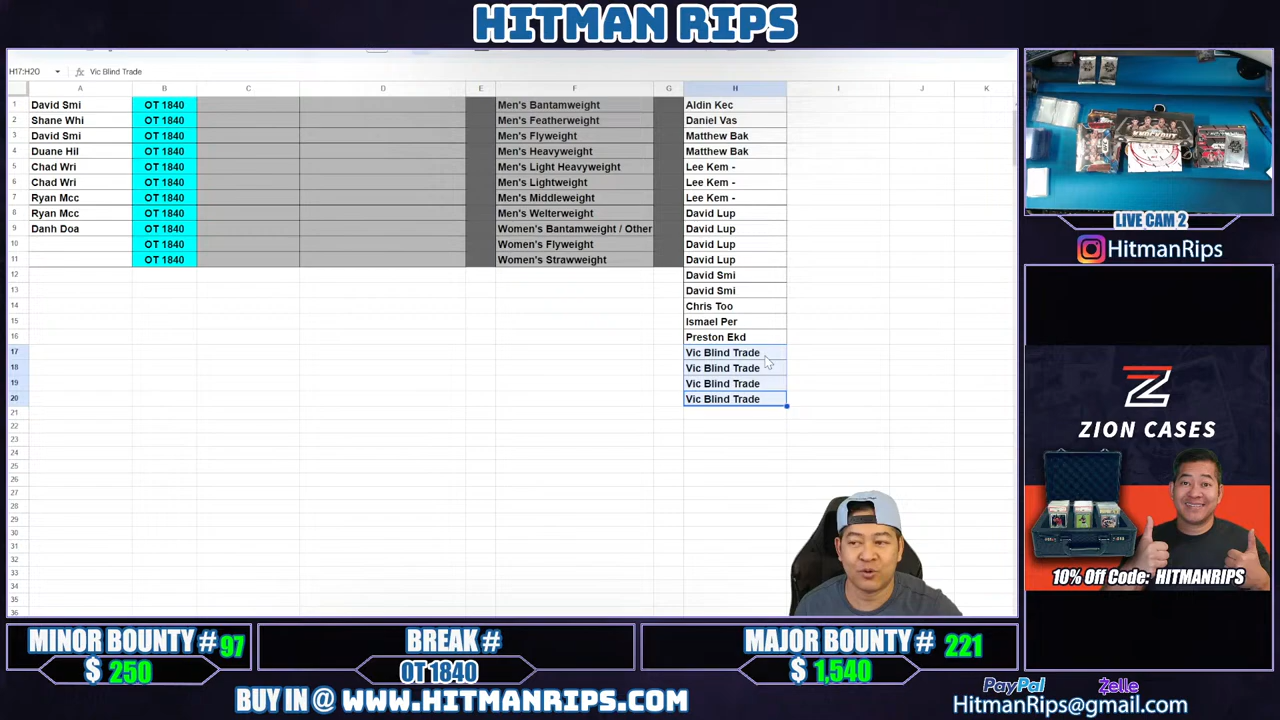 HITMAN RIPS
H17:H20 fx Vic Blind Trade
A B C D E F G H I J K
1 David Smi OT 1840 Men's Bantamweight Aldin Kec
2 Shane Whi OT 1840 Men's Featherweight Daniel Vas
3 David Smi OT 1840 Men's Flyweight Matthew Bak
4 Duane Hil OT 1840 Men's Heavyweight Matthew Bak
5 Chad Wri OT 1840 Men's Light Heavyweight Lee Kem -
6 Chad Wri OT 1840 Men's Lightweight Lee Kem -
7 Ryan Mcc OT 1840 Men's Middleweight Lee Kem -
8 Ryan Mcc OT 1840 Men's Welterweight David Lup
9 Danh Doa OT 1840 Women's Bantamweight / Other David Lup
10 OT 1840 Women's Flyweight David Lup
11 OT 1840 Women's Strawweight David Lup
12 David Smi
13 David Smi
14 Chris Too
15 Ismael Per
16 Preston Ekd
17 Vic Blind Trade
18 Vic Blind Trade
19 Vic Blind Trade
20 Vic Blind Trade
21
22
23
24
25
26
27
28
29
30
31
32
33
34
35
36
KNOCKOUT
LIVE CAM 2
HitmanRips
ZION CASES
10% Off Code: HITMANRIPS
MINOR BOUNTY # 97
$ 250
BREAK #
OT 1840
MAJOR BOUNTY # 221
$ 1,540
BUY IN @ WWW.HITMANRIPS.COM
PayPal Zelle
HitmanRips@gmail.com